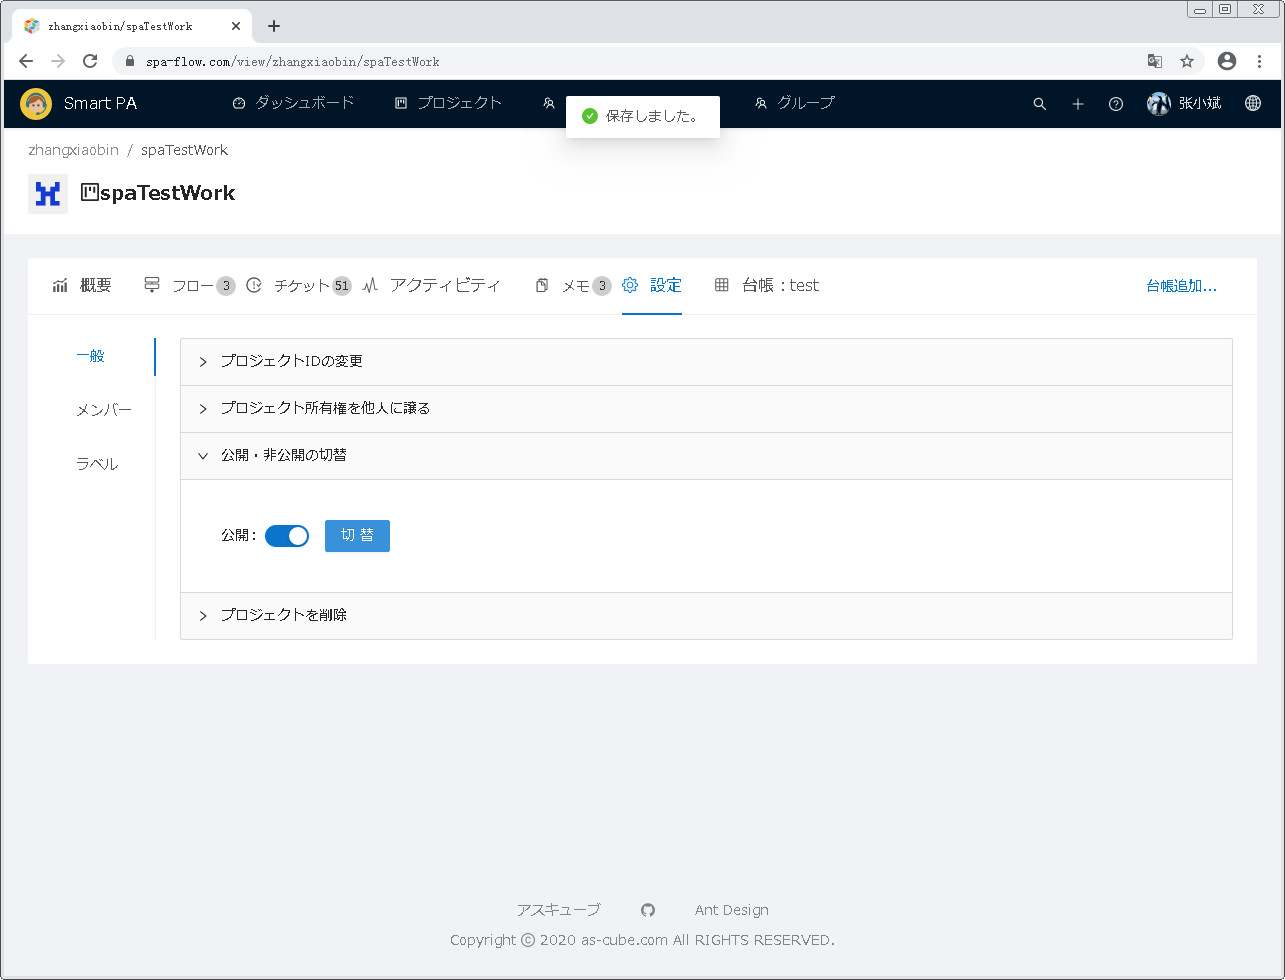 zhangxiaobin/spaTestWork
spa-flow.com/view/zhangxiaobin/spaTestWork
Smart PA ダッシュボード プロジェクト 保存しました。 グループ 张小斌
zhangxiaobin / spaTestWork
spaTestWork
概要 フロー 3 チケット 51 アクティビティ メモ 3 設定 台帳：test 台帳追加...
一般
メンバー
ラベル
プロジェクトIDの変更
プロジェクト所有権を他人に譲る
公開・非公開の切替
公開： 切 替
プロジェクトを削除
アスキューブ Ant Design
Copyright © 2020 as-cube.com All RIGHTS RESERVED.